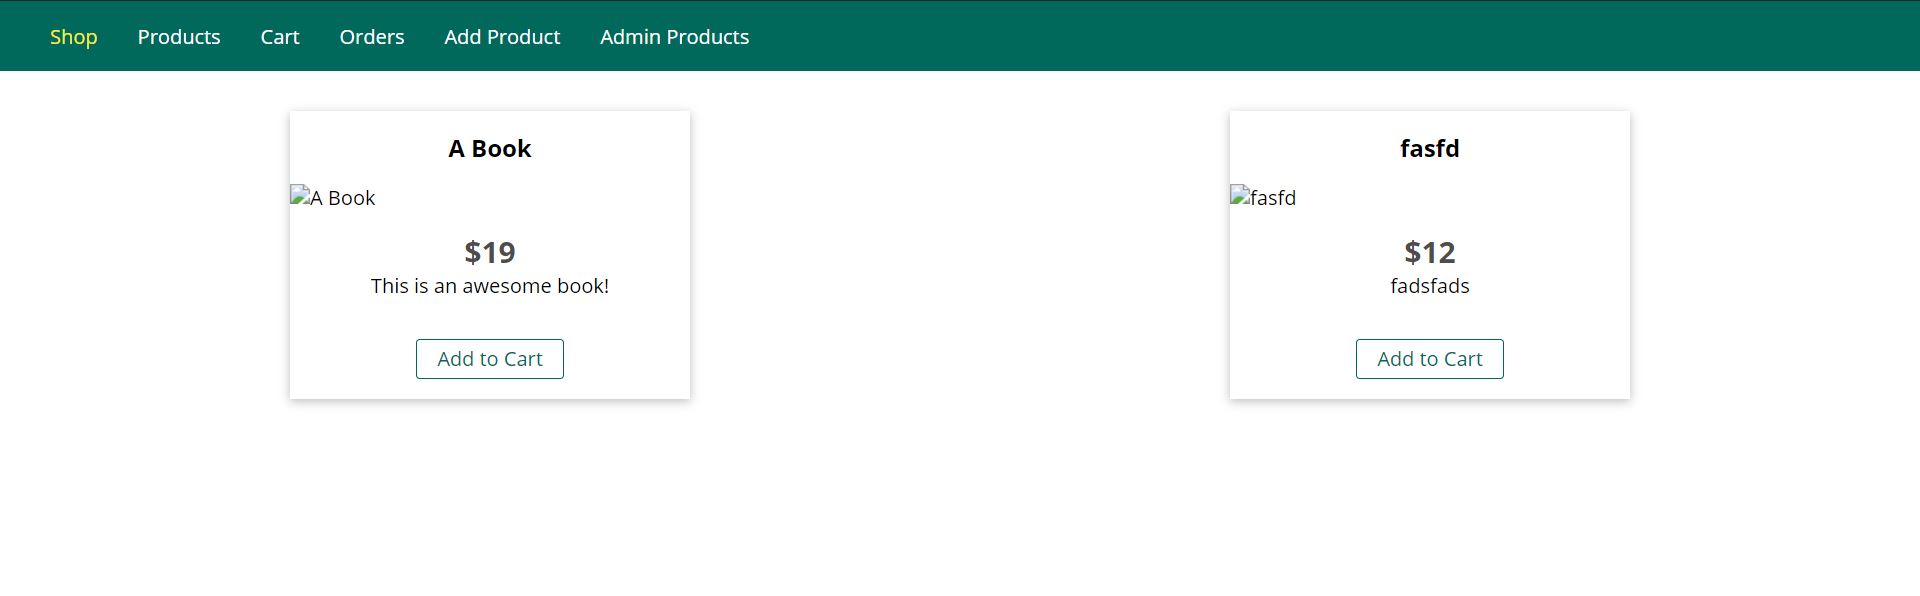 Shop Products Cart Orders Add Product Admin Products
A Book
A Book
$19
This is an awesome book!
Add to Cart
fasfd
fasfd
$12
fadsfads
Add to Cart